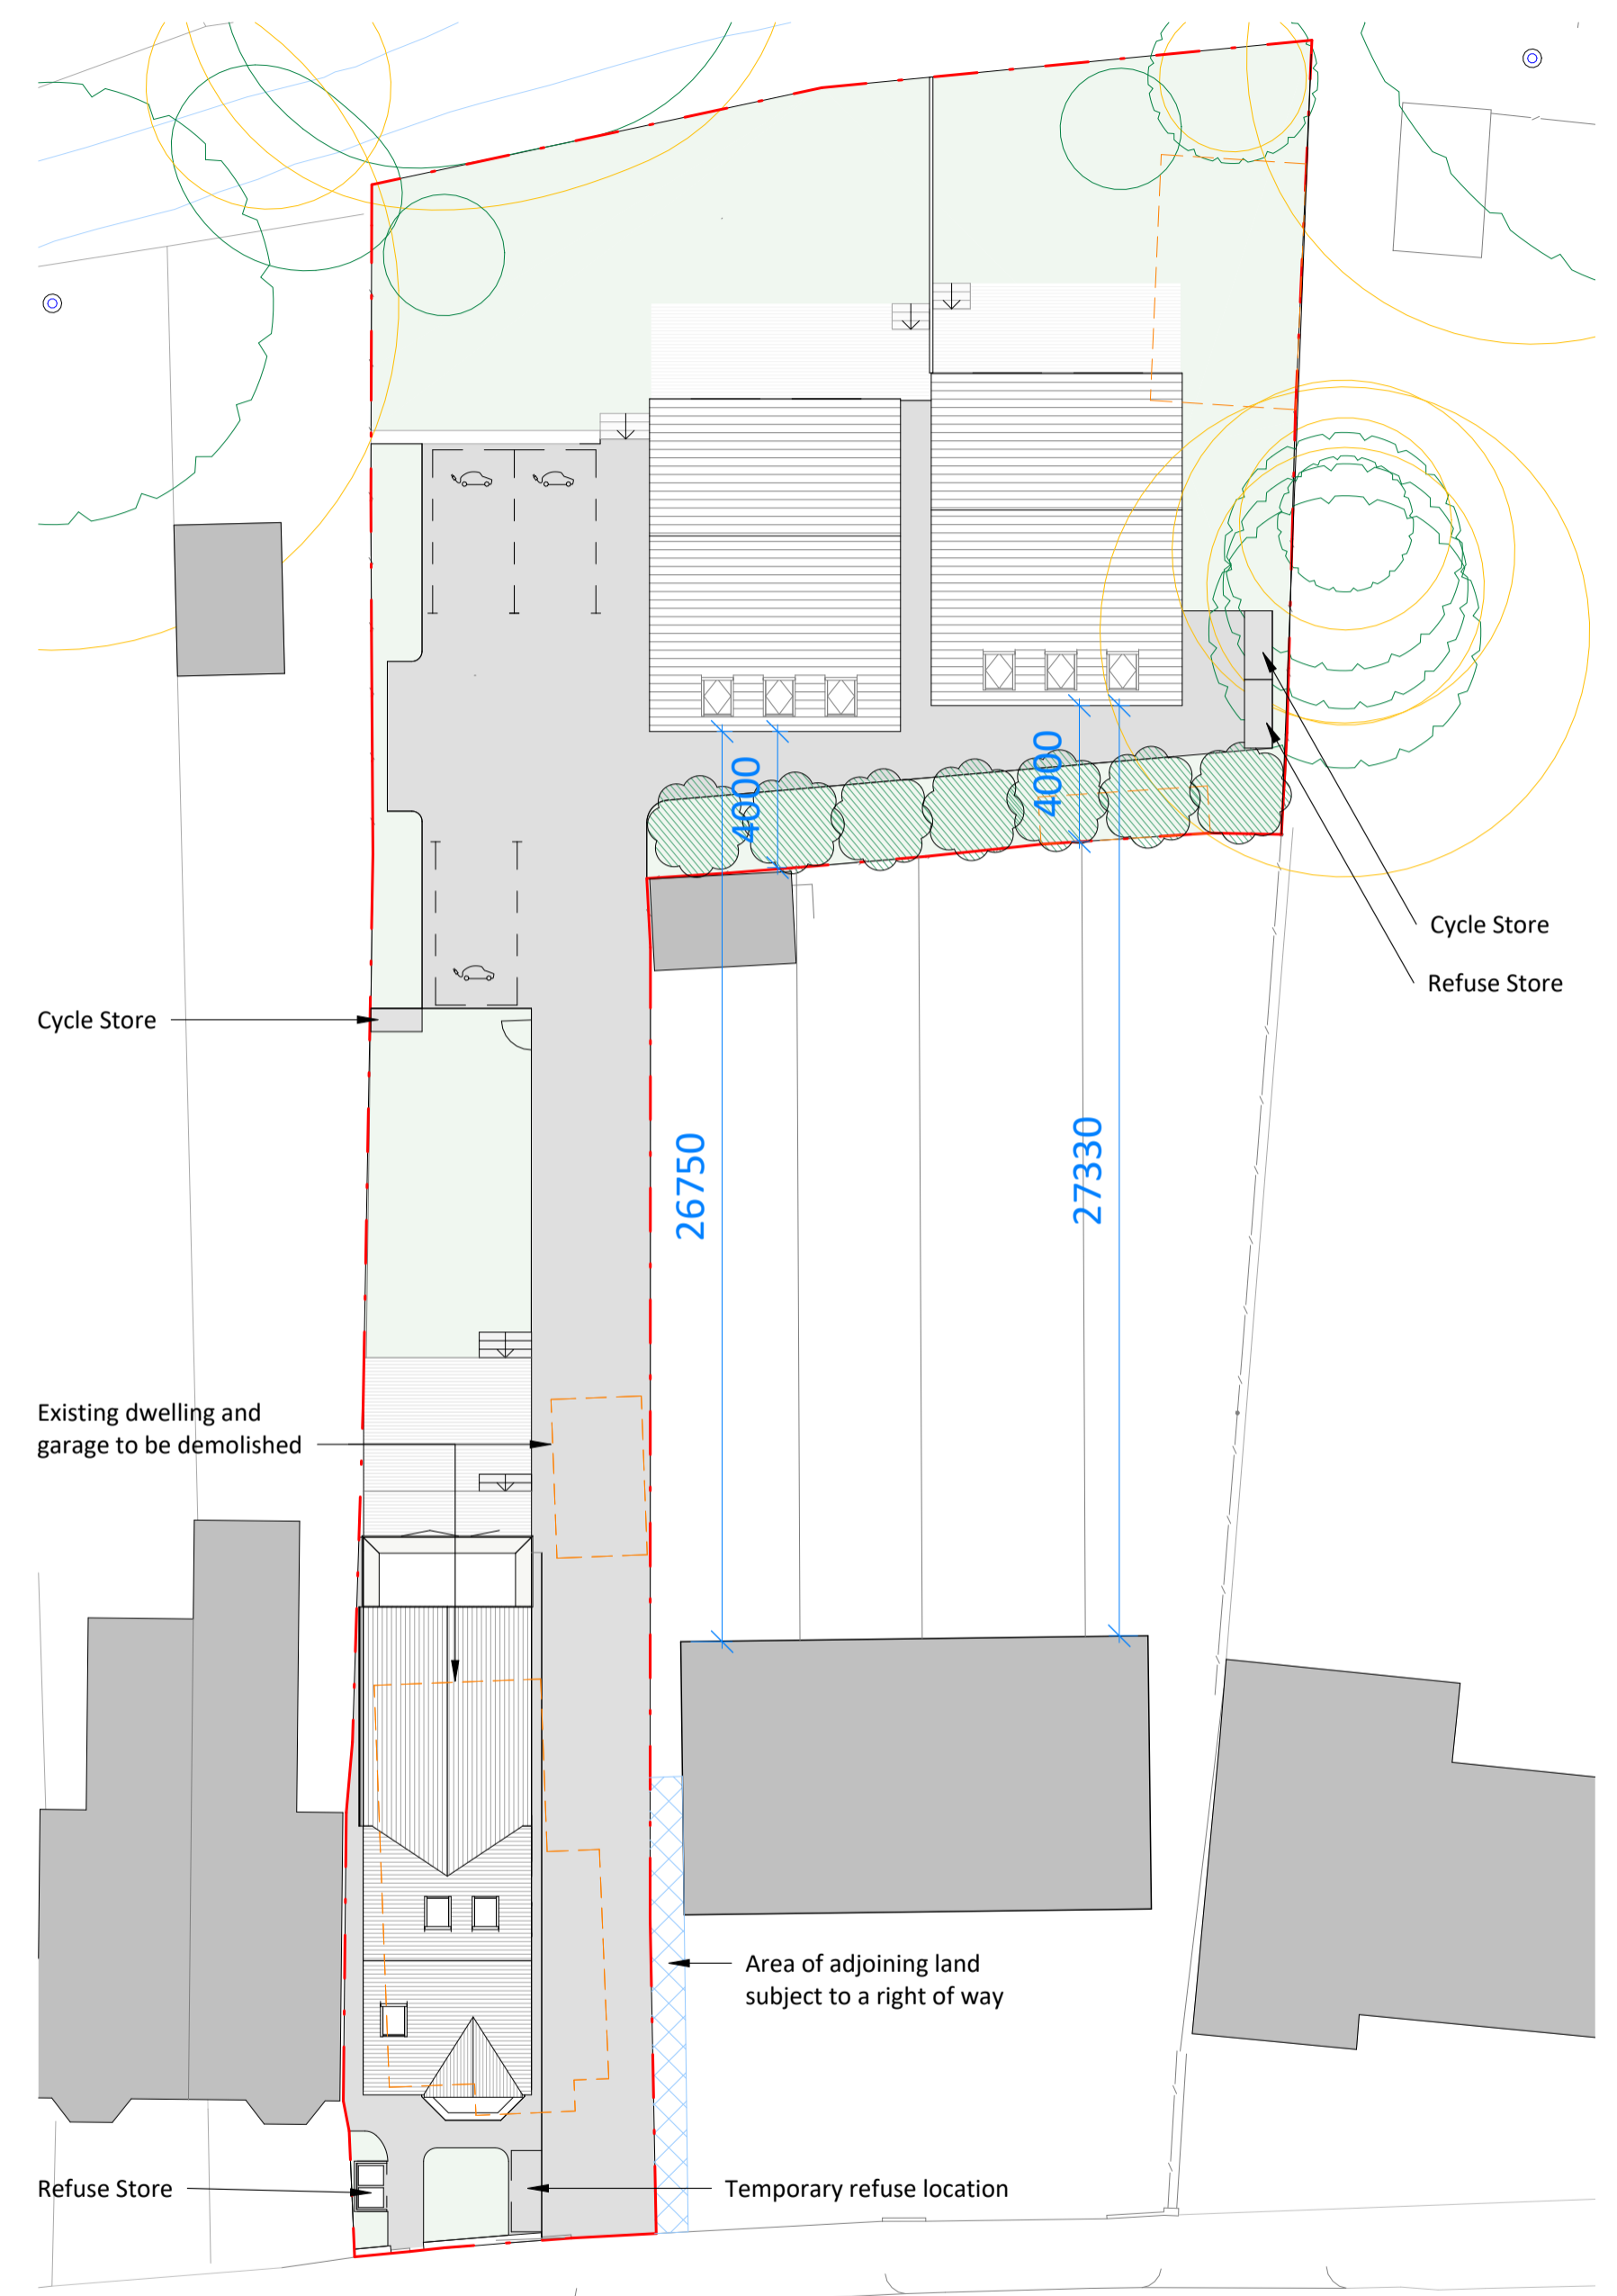 4000
4000
Cycle Store
Refuse Store
Cycle Store
26750
27330
Existing dwelling and
garage to be demolished
Area of adjoining land
subject to a right of way
Refuse Store
Temporary refuse location